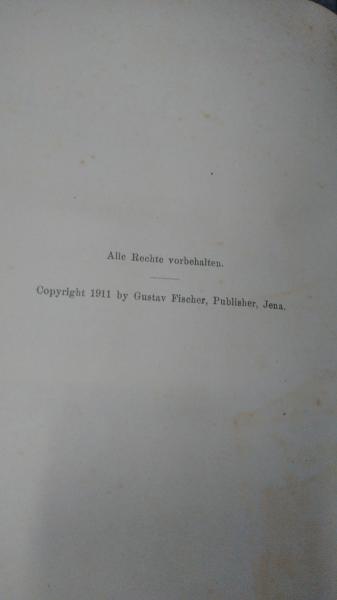 Alle Rechte vorbehalten.
Copyright 1911 by Gustav Fischer, Publisher, Jena.